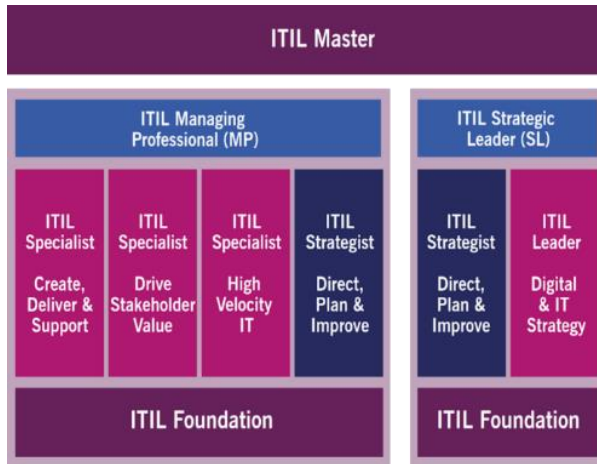 ITIL Master
ITIL Managing
Professional (MP)
ITIL Strategic
Leader (SL)
ITIL
Specialist
Create,
Deliver &
Support
ITIL
Specialist
Drive
Stakeholder
Value
ITIL
Specialist
High
Velocity
IT
ITIL
Strategist
Direct,
Plan &
Improve
ITIL
Strategist
Direct,
Plan &
Improve
ITIL
Leader
Digital
& IT
Strategy
ITIL Foundation
ITIL Foundation